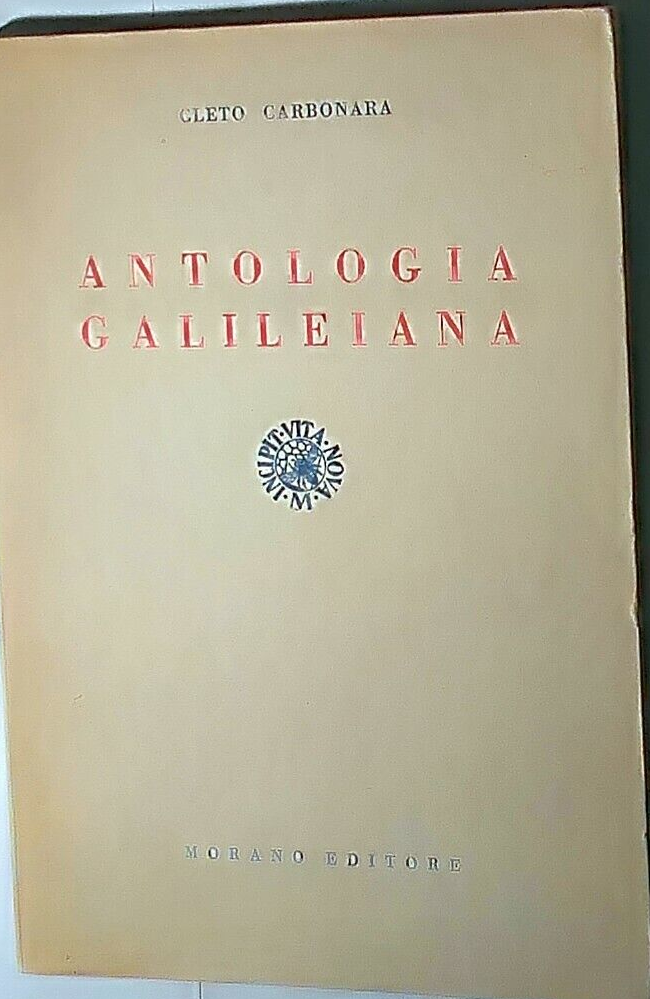 CLETO CARBONARA
ANTOLOGIA
GALILEIANA
INCIPIT·VITA·NOVA·M·
MORANO EDITORE